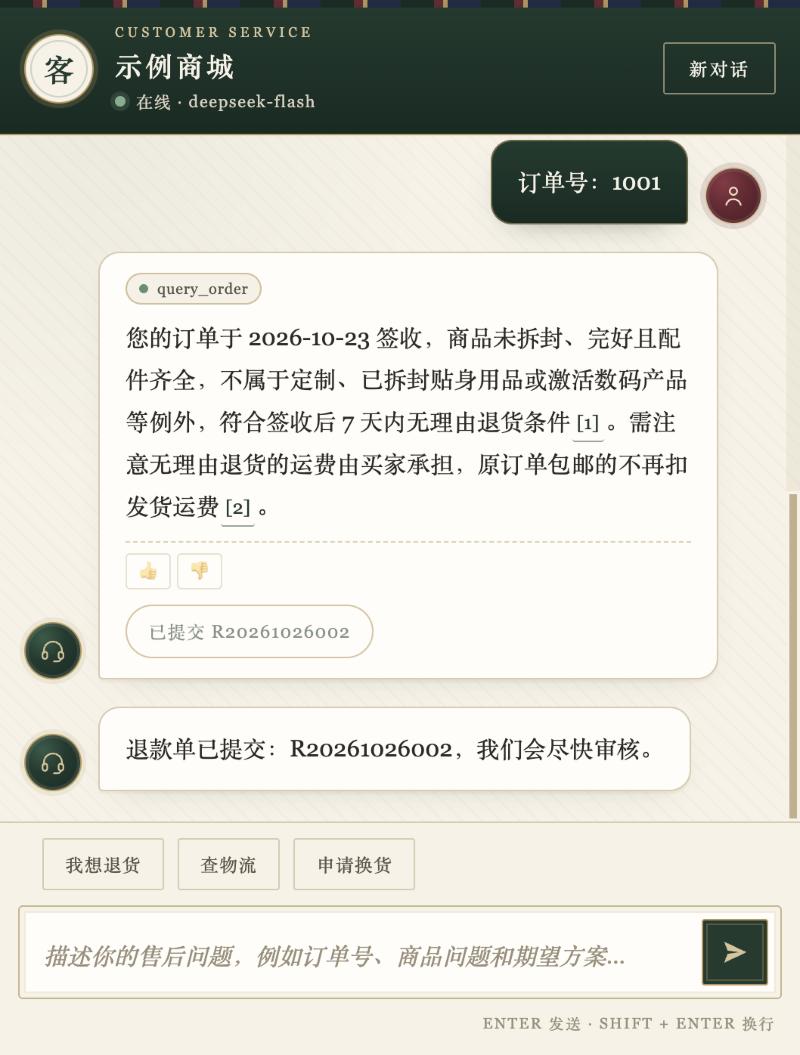 CUSTOMER SERVICE
客
示例商城
在线 · deepseek-flash
新对话
订单号：1001
query_order
您的订单于 2026-10-23 签收，商品未拆封、完好且配
件齐全，不属于定制、已拆封贴身用品或激活数码产品
等例外，符合签收后 7 天内无理由退货条件 [1] 。需注
意无理由退货的运费由买家承担，原订单包邮的不再扣
发货运费 [2] 。
已提交 R20261026002
退款单已提交：R20261026002，我们会尽快审核。
我想退货
查物流
申请换货
描述你的售后问题，例如订单号、商品问题和期望方案...
ENTER 发送 · SHIFT + ENTER 换行